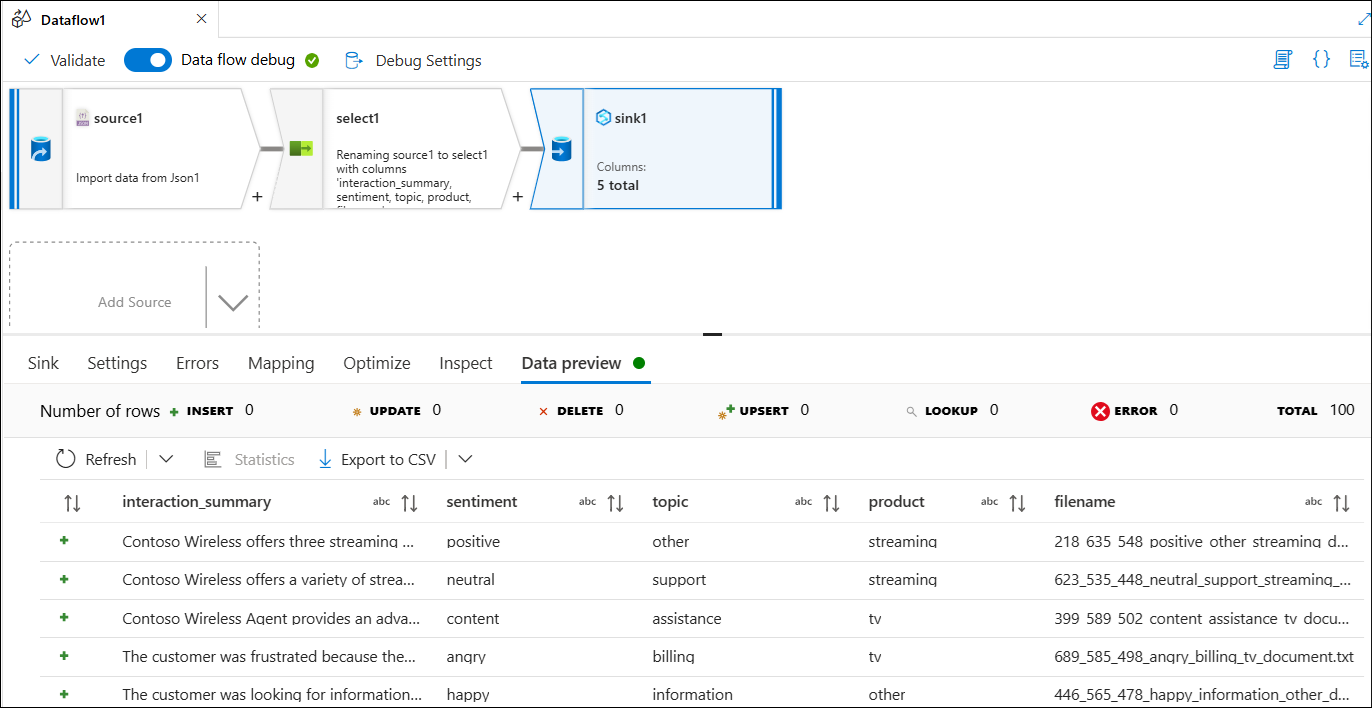 Dataflow1
Validate Data flow debug Debug Settings
source1
Import data from Json1
select1
Renaming source1 to select1
with columns
'interaction_summary,
sentiment, topic, product,
sink1
Columns:
5 total
Add Source
Sink Settings Errors Mapping Optimize Inspect Data preview
Number of rows INSERT 0 UPDATE 0 DELETE 0 UPSERT 0 LOOKUP 0 ERROR 0 TOTAL 100
Refresh Statistics Export to CSV
interaction_summary abc sentiment abc topic abc product abc filename abc
Contoso Wireless offers three streaming ... positive other streaming 218_635_548_positive_other_streaming_d...
Contoso Wireless offers a variety of strea... neutral support streaming 623_535_448_neutral_support_streaming_...
Contoso Wireless Agent provides an adva... content assistance tv 399_589_502_content_assistance_tv_docu...
The customer was frustrated because the... angry billing tv 689_585_498_angry_billing_tv_document.txt
The customer was looking for information... happy information other 446_565_478_happy_information_other_d...